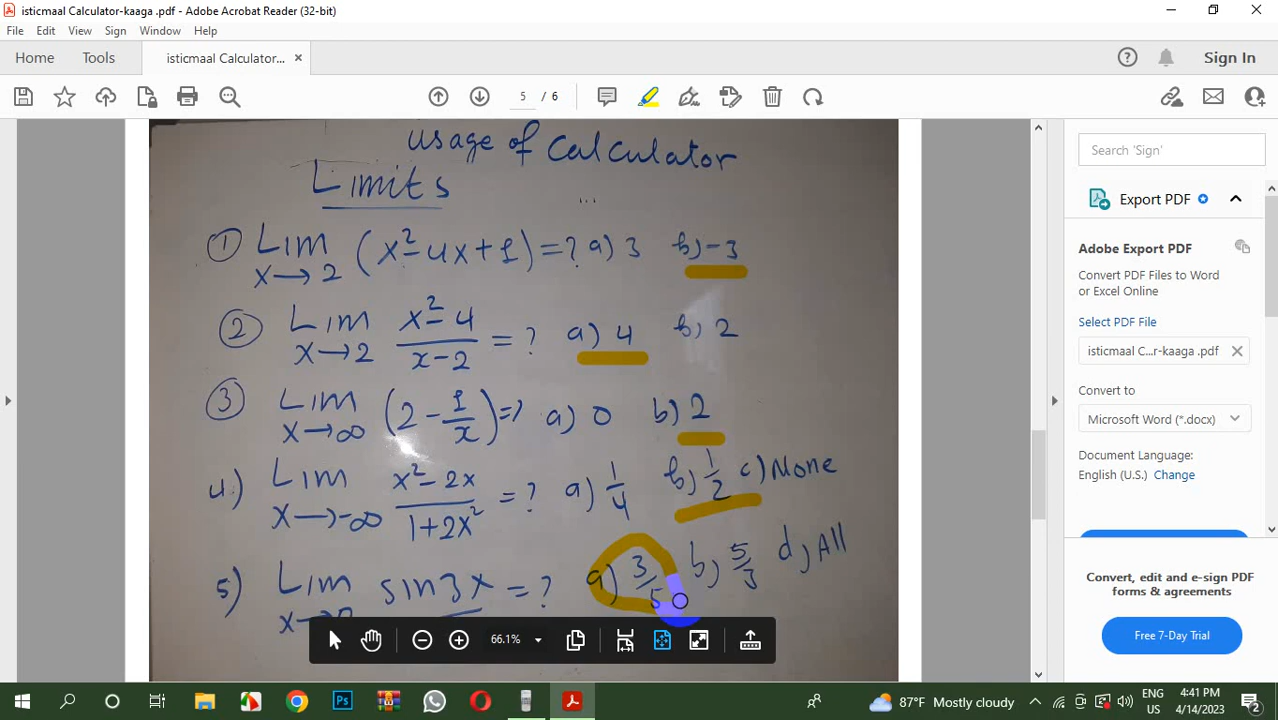 isticmaal Calculator-kaaga .pdf - Adobe Acrobat Reader (32-bit)
File Edit View Sign Window Help
Home Tools isticmaal Calculator... × Sign In
5 / 6
Usage of Calculator
Limits
...
① Lim x→2 (x²-4x+1)=? a) 3 b) -3
② Lim x→2 x²-4 / x-2 = ? a) 4 b) 2
③ Lim x→∞ (2 - 1/x)=? a) 0 b) 2
4) Lim x→-∞ x²-2x / 1+2x² = ? a) 1/4 b) 1/2 c) None
5) Lim sin3x = ? a) 3/5 b) 5/3 d) All
x→
66.1%
Search 'Sign'
Export PDF
Adobe Export PDF
Convert PDF Files to Word
or Excel Online
Select PDF File
isticmaal C...r-kaaga .pdf
Convert to
Microsoft Word (*.docx)
Document Language:
English (U.S.) Change
Convert, edit and e-sign PDF
forms & agreements
Free 7-Day Trial
87°F Mostly cloudy
ENG
US
4:41 PM
4/14/2023
2